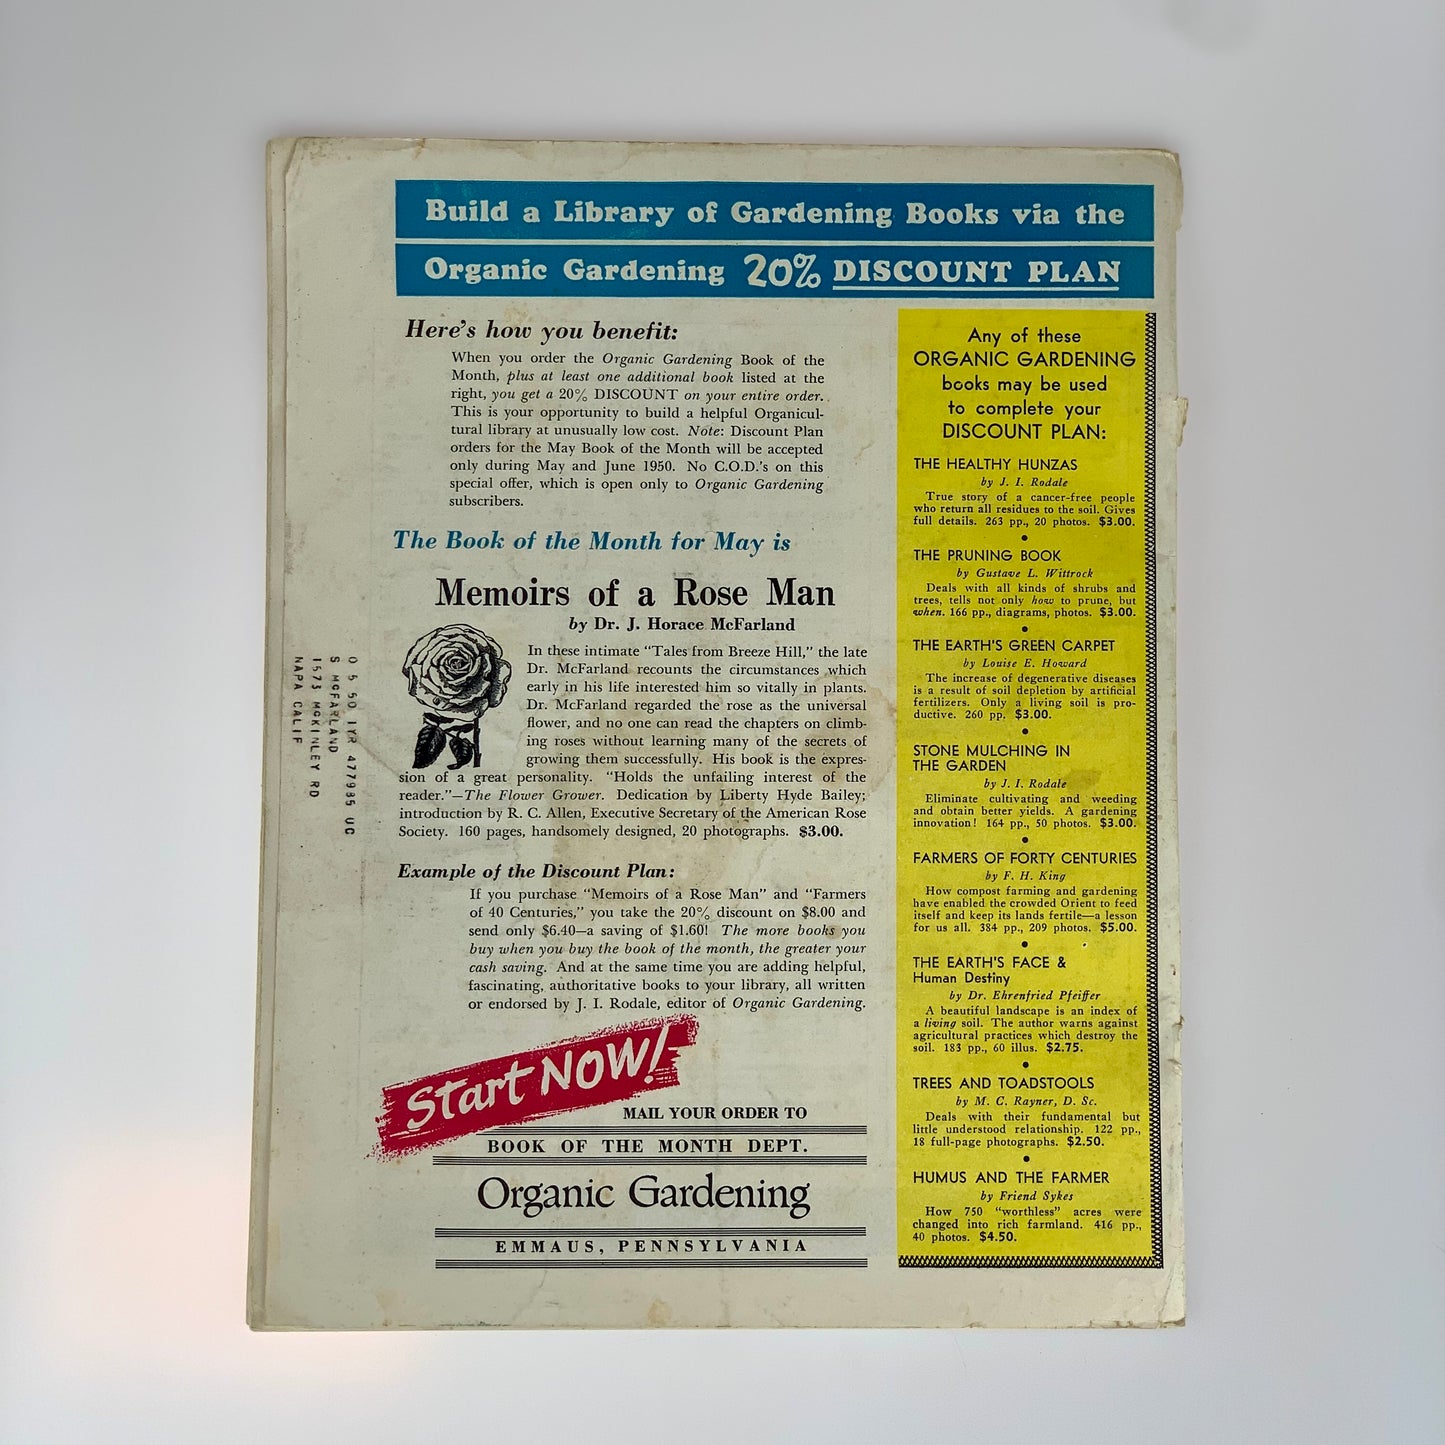 Build a Library of Gardening Books via the
Organic Gardening 20% DISCOUNT PLAN
Here's how you benefit:
When you order the Organic Gardening Book of the
Month, plus at least one additional book listed at the
right, you get a 20% DISCOUNT on your entire order.
This is your opportunity to build a helpful Organicul-
tural library at unusually low cost. Note: Discount Plan
orders for the May Book of the Month will be accepted
only during May and June 1950. No C.O.D.'s on this
special offer, which is open only to Organic Gardening
subscribers.
The Book of the Month for May is
Memoirs of a Rose Man
by Dr. J. Horace McFarland
In these intimate "Tales from Breeze Hill," the late
Dr. McFarland recounts the circumstances which
early in his life interested him so vitally in plants.
Dr. McFarland regarded the rose as the universal
flower, and no one can read the chapters on climb-
ing roses without learning many of the secrets of
growing them successfully. His book is the expres-
sion of a great personality. "Holds the unfailing interest of the
reader."—The Flower Grower. Dedication by Liberty Hyde Bailey;
introduction by R. C. Allen, Executive Secretary of the American Rose
Society. 160 pages, handsomely designed, 20 photographs. $3.00.
Example of the Discount Plan:
If you purchase "Memoirs of a Rose Man" and "Farmers
of 40 Centuries," you take the 20% discount on $8.00 and
send only $6.40—a saving of $1.60! The more books you
buy when you buy the book of the month, the greater your
cash saving. And at the same time you are adding helpful,
fascinating, authoritative books to your library, all written
or endorsed by J. I. Rodale, editor of Organic Gardening.
Start NOW!
MAIL YOUR ORDER TO
BOOK OF THE MONTH DEPT.
Organic Gardening
EMMAUS, PENNSYLVANIA
Any of these
ORGANIC GARDENING
books may be used
to complete your
DISCOUNT PLAN:
THE HEALTHY HUNZAS
by J. I. Rodale
True story of a cancer-free people
who return all residues to the soil. Gives
full details. 263 pp., 20 photos. $3.00.
•
THE PRUNING BOOK
by Gustave L. Wittrock
Deals with all kinds of shrubs and
trees, tells not only how to prune, but
when. 166 pp., diagrams, photos. $3.00.
•
THE EARTH'S GREEN CARPET
by Louise E. Howard
The increase of degenerative diseases
is a result of soil depletion by artificial
fertilizers. Only a living soil is pro-
ductive. 260 pp. $3.00.
•
STONE MULCHING IN
THE GARDEN
by J. I. Rodale
Eliminate cultivating and weeding
and obtain better yields. A gardening
innovation! 164 pp., 50 photos. $3.00.
•
FARMERS OF FORTY CENTURIES
by F. H. King
How compost farming and gardening
have enabled the crowded Orient to feed
itself and keep its lands fertile—a lesson
for us all. 384 pp., 209 photos. $5.00.
•
THE EARTH'S FACE &
Human Destiny
by Dr. Ehrenfried Pfeiffer
A beautiful landscape is an index of
a living soil. The author warns against
agricultural practices which destroy the
soil. 183 pp., 60 illus. $2.75.
•
TREES AND TOADSTOOLS
by M. C. Rayner, D. Sc.
Deals with their fundamental but
little understood relationship. 122 pp.,
18 full-page photographs. $2.50.
•
HUMUS AND THE FARMER
by Friend Sykes
How 750 "worthless" acres were
changed into rich farmland. 416 pp.,
40 photos. $4.50.
O 5 50 1YR 477985 UC
S MCFARLAND
1573 MCKINLEY RD
NAPA CALIF